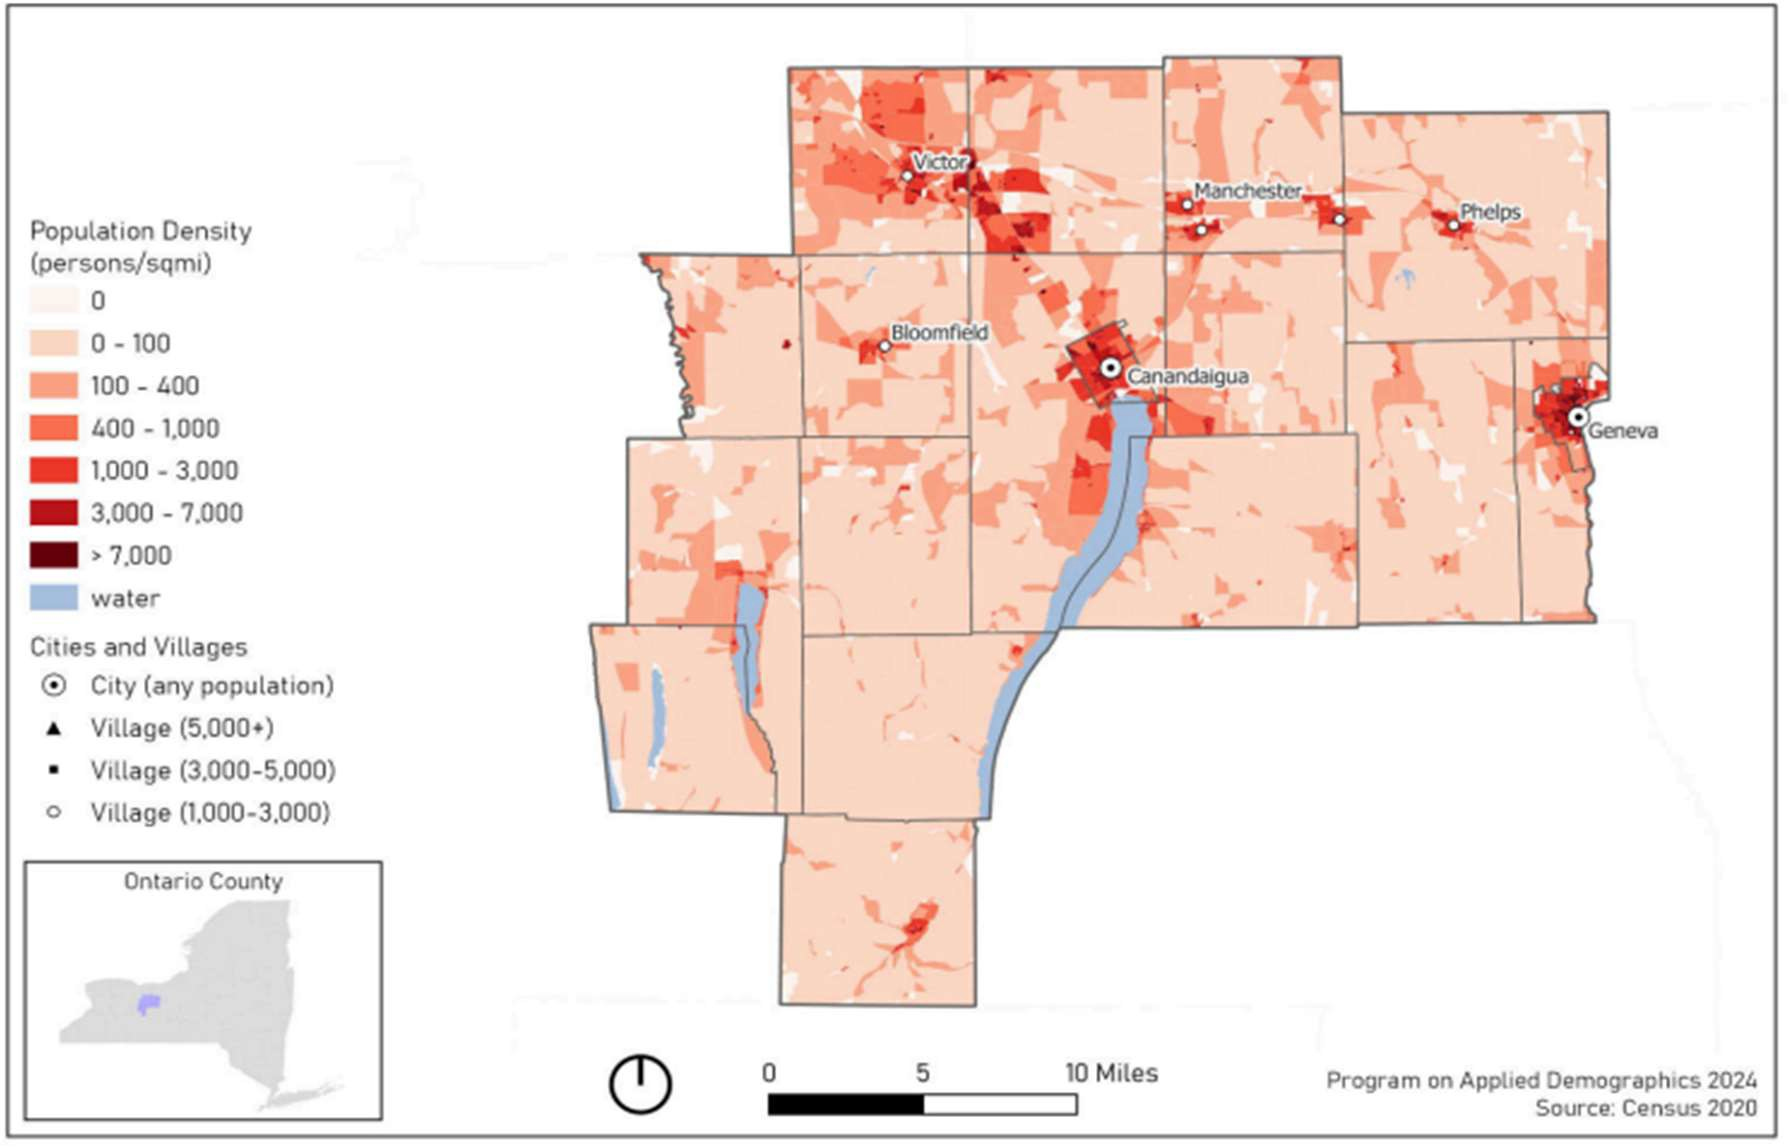 Population Density
(persons/sqmi)
0
0 - 100
100 - 400
400 - 1,000
1,000 - 3,000
3,000 - 7,000
> 7,000
water
Cities and Villages
City (any population)
Village (5,000+)
Village (3,000-5,000)
Village (1,000-3,000)
Ontario County
Victor
Manchester
Phelps
Bloomfield
Canandaigua
Geneva
0 5 10 Miles
Program on Applied Demographics 2024
Source: Census 2020